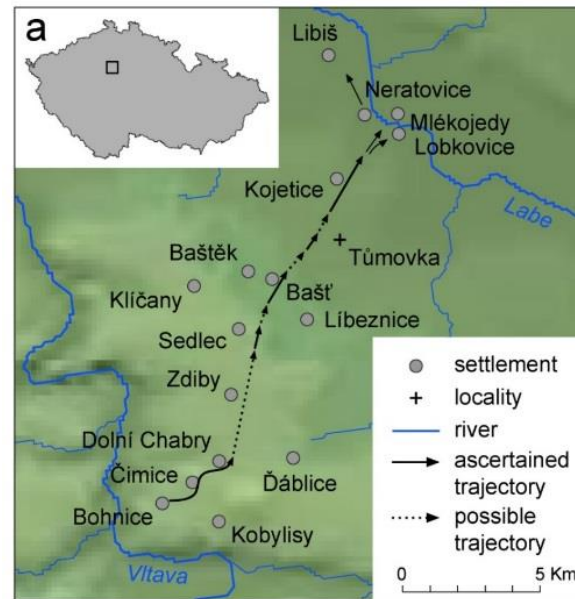 a
Libiš
Neratovice
Mlékojedy
Lobkovice
Kojetice
Labe
Tůmovka
Baštěk
Klíčany
Bašť
Líbeznice
Sedlec
Zdiby
Dolní Chabry
Čimice
Ďáblice
Bohnice
Kobylisy
Vltava
settlement
locality
river
ascertained
trajectory
possible
trajectory
0 5 Km